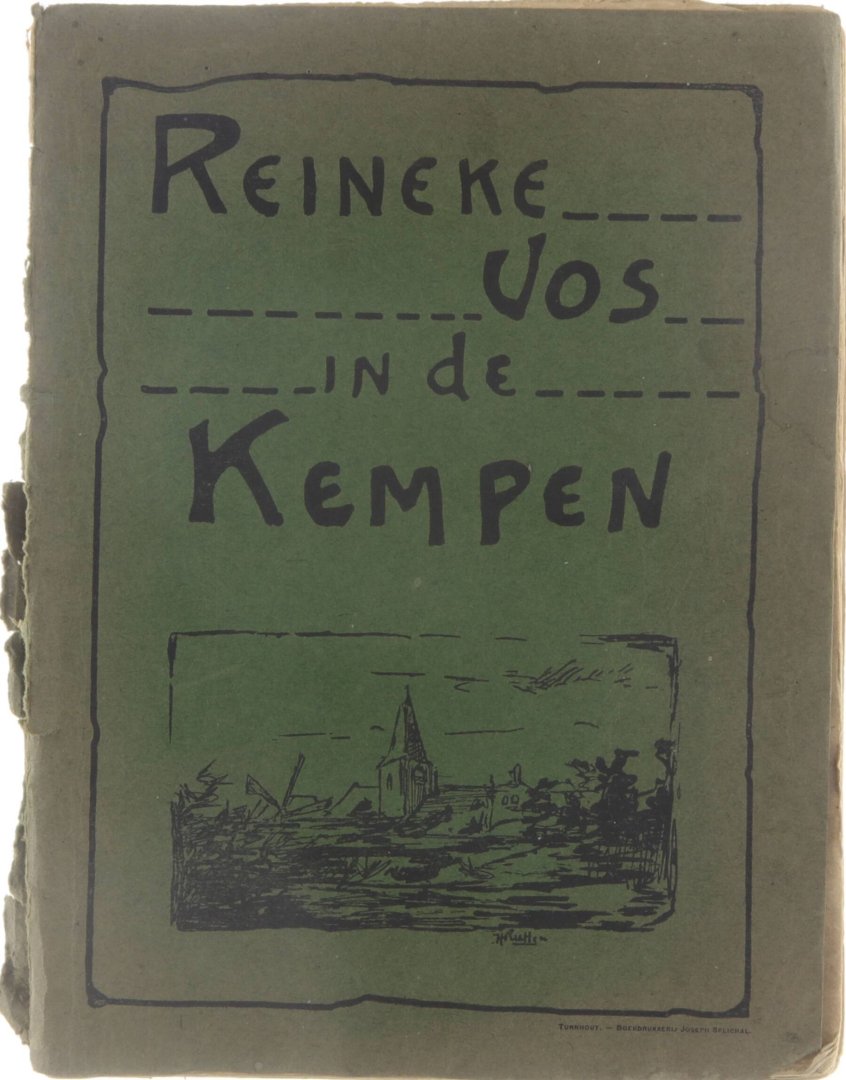 REINEKE
VOS
IN de
KEMPEN
TURNHOUT. — BOEKDRUKKERIJ JOSEPH SPLICHAL.